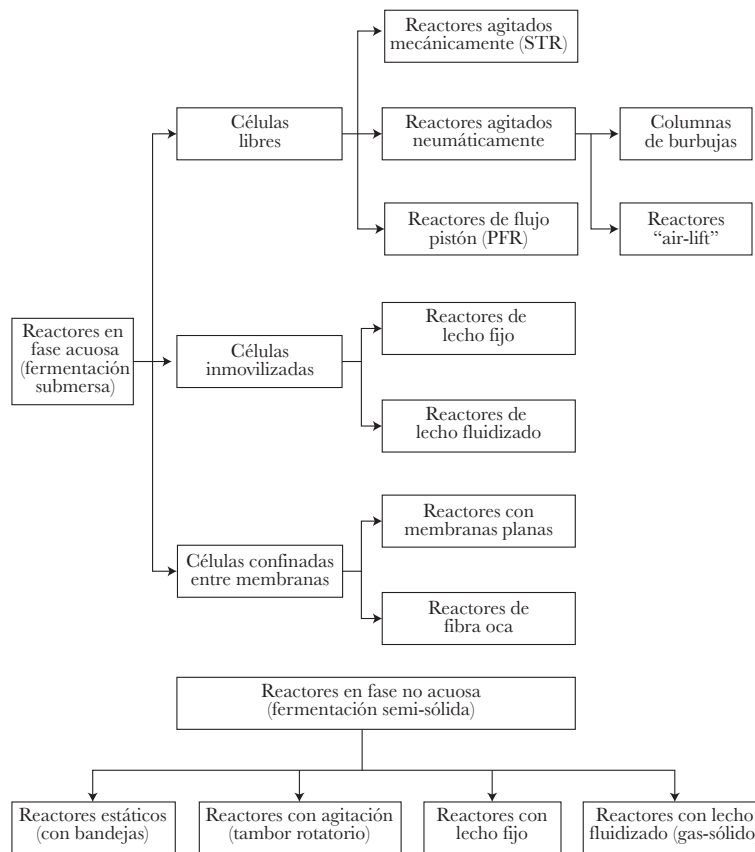 Reactores agitados
mecánicamente (STR)
Células
libres
Reactores agitados
neumáticamente
Columnas
de burbujas
Reactores de flujo
pistón (PFR)
Reactores
“air-lift”
Reactores en
fase acuosa
(fermentación
submersa)
Células
inmovilizadas
Reactores de
lecho fijo
Reactores de
lecho fluidizado
Células confinadas
entre membranas
Reactores con
membranas planas
Reactores de
fibra oca
Reactores en fase no acuosa
(fermentación semi-sólida)
Reactores estáticos
(con bandejas)
Reactores con agitación
(tambor rotatorio)
Reactores con
lecho fijo
Reactores con lecho
fluidizado (gas-sólido